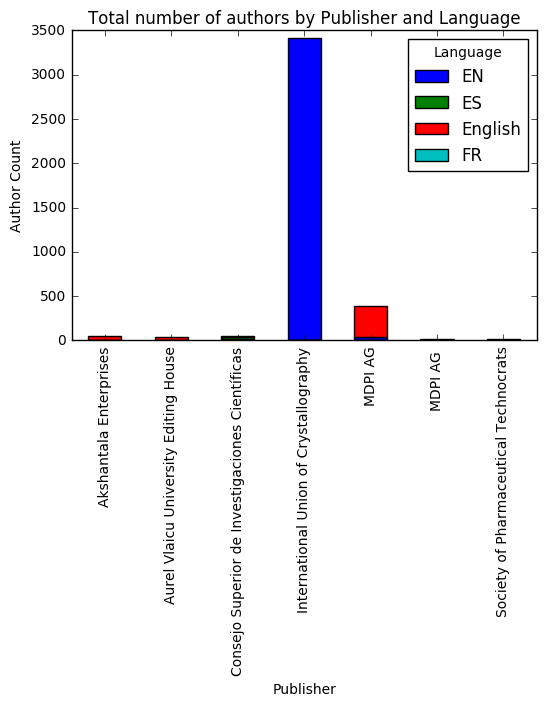 Total number of authors by Publisher and Language
Language
EN
ES
English
FR
Author Count
3500
3000
2500
2000
1500
1000
500
0
Akshantala Enterprises
Aurel Vlaicu University Editing House
Consejo Superior de Investigaciones Científicas
International Union of Crystallography
MDPI AG
MDPI AG
Society of Pharmaceutical Technocrats
Publisher